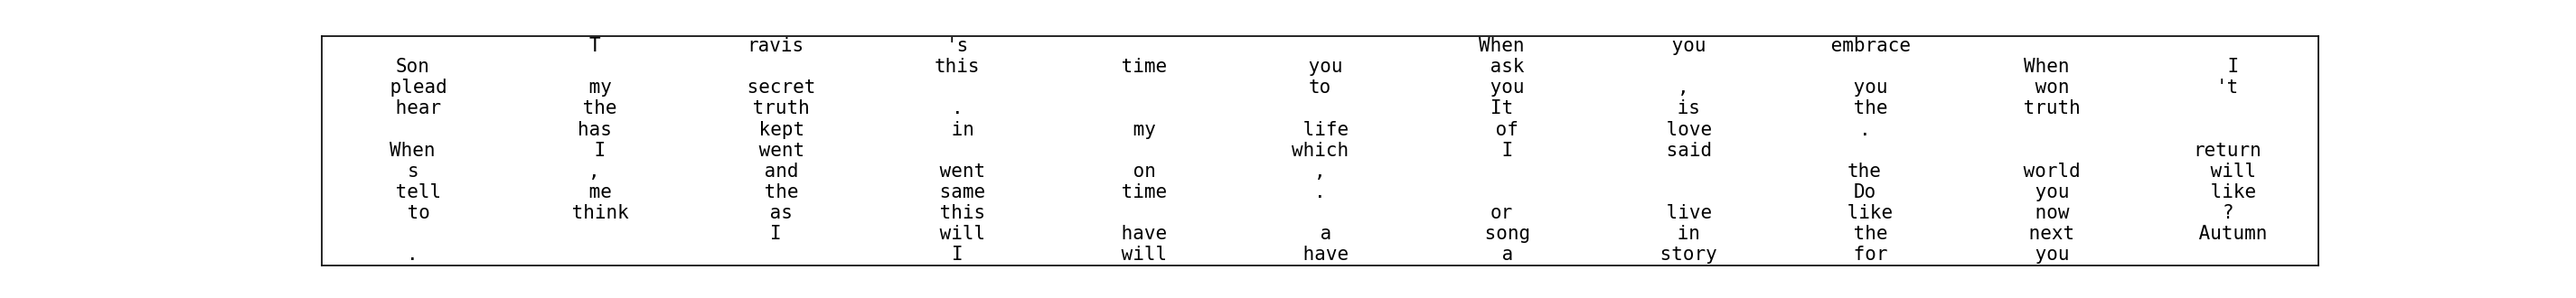 T ravis 's When you embrace
Son this time you ask When I
plead my secret to you , you won 't
hear the truth . It is the truth
has kept in my life of love .
When I went which I said return
s , and went on , the world will
tell me the same time . Do you like
to think as this or live like now ?
I will have a song in the next Autumn
. I will have a story for you